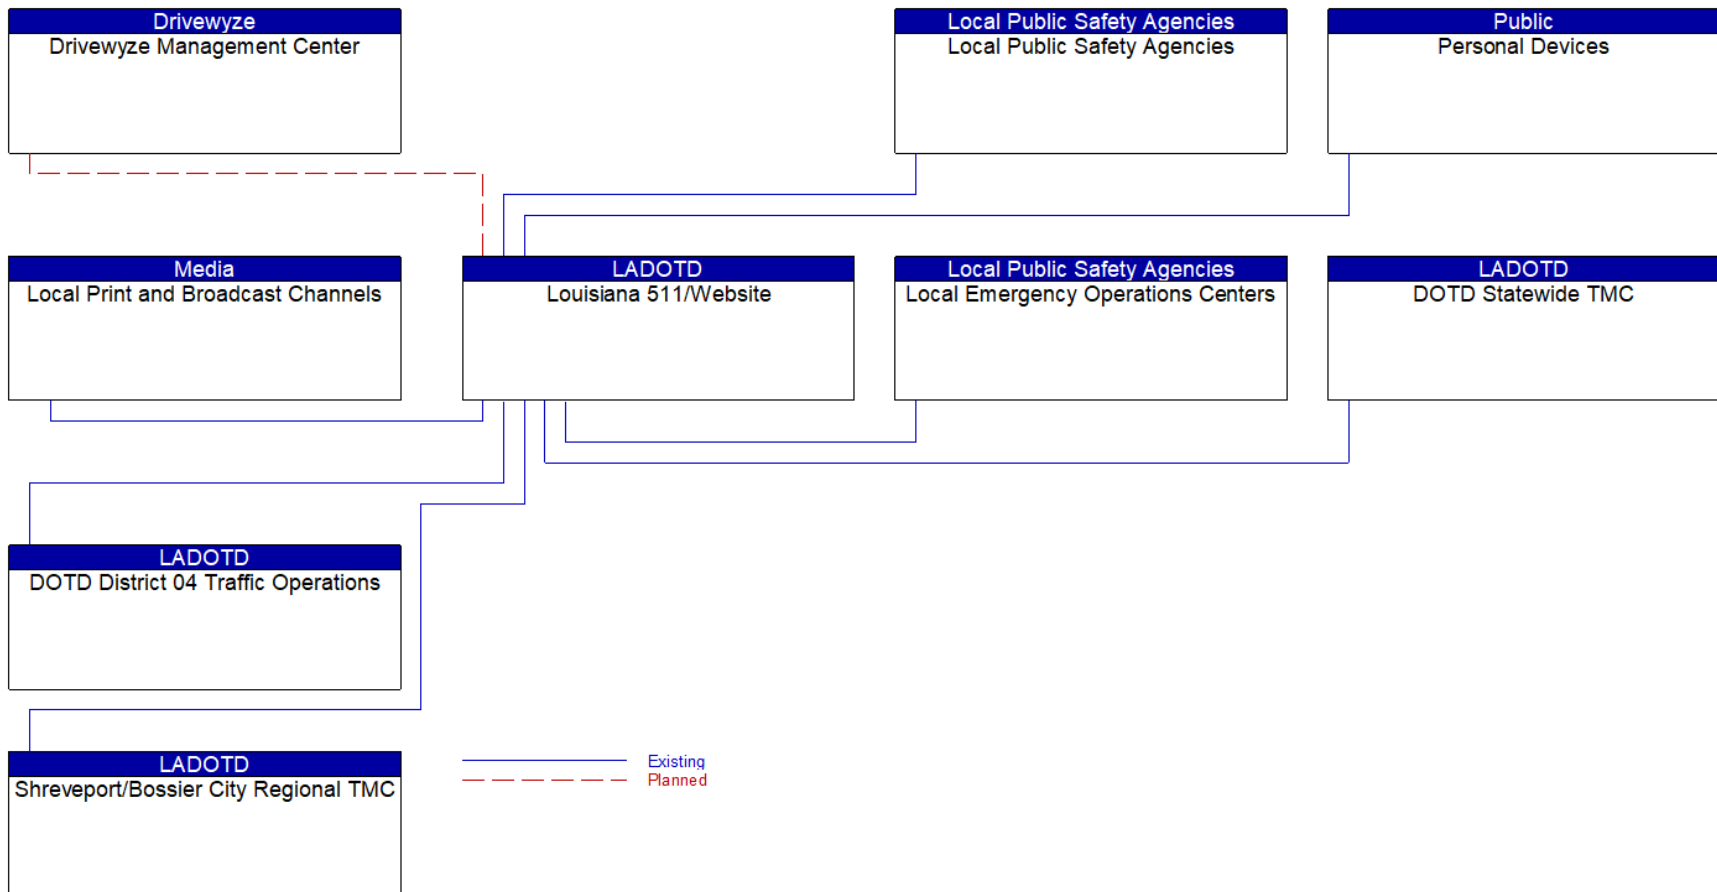 Drivewyze
Drivewyze Management Center
Local Public Safety Agencies
Local Public Safety Agencies
Public
Personal Devices
Media
Local Print and Broadcast Channels
LADOTD
Louisiana 511/Website
Local Public Safety Agencies
Local Emergency Operations Centers
LADOTD
DOTD Statewide TMC
LADOTD
DOTD District 04 Traffic Operations
LADOTD
Shreveport/Bossier City Regional TMC
Existing
Planned